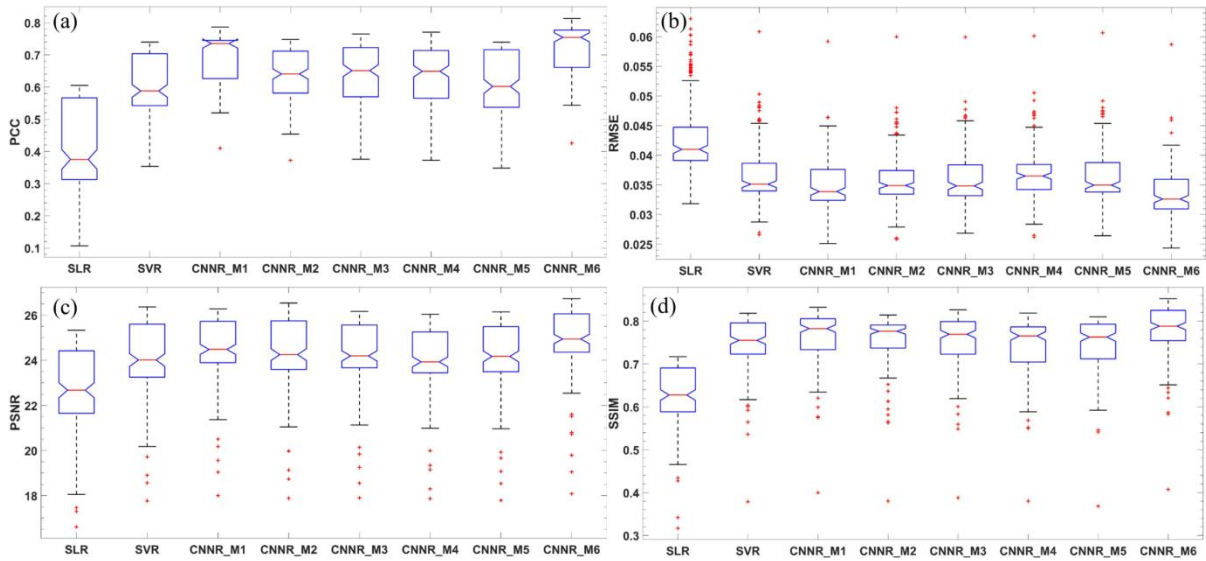 (a)
PCC
0.8
0.7
0.6
0.5
0.4
0.3
0.2
0.1
SLR SVR CNNR_M1 CNNR_M2 CNNR_M3 CNNR_M4 CNNR_M5 CNNR_M6
(b)
RMSE
0.06
0.055
0.05
0.045
0.04
0.035
0.03
0.025
SLR SVR CNNR_M1 CNNR_M2 CNNR_M3 CNNR_M4 CNNR_M5 CNNR_M6
(c)
PSNR
26
24
22
20
18
SLR SVR CNNR_M1 CNNR_M2 CNNR_M3 CNNR_M4 CNNR_M5 CNNR_M6
(d)
SSIM
0.8
0.7
0.6
0.5
0.4
0.3
SLR SVR CNNR_M1 CNNR_M2 CNNR_M3 CNNR_M4 CNNR_M5 CNNR_M6